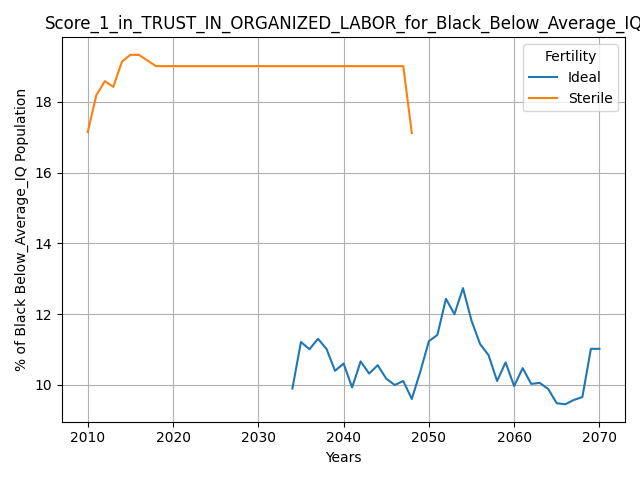 Score_1_in_TRUST_IN_ORGANIZED_LABOR_for_Black_Below_Average_IQ
Fertility
Ideal
Sterile
% of Black Below_Average_IQ Population
18
16
14
12
10
2010 2020 2030 2040 2050 2060 2070
Years